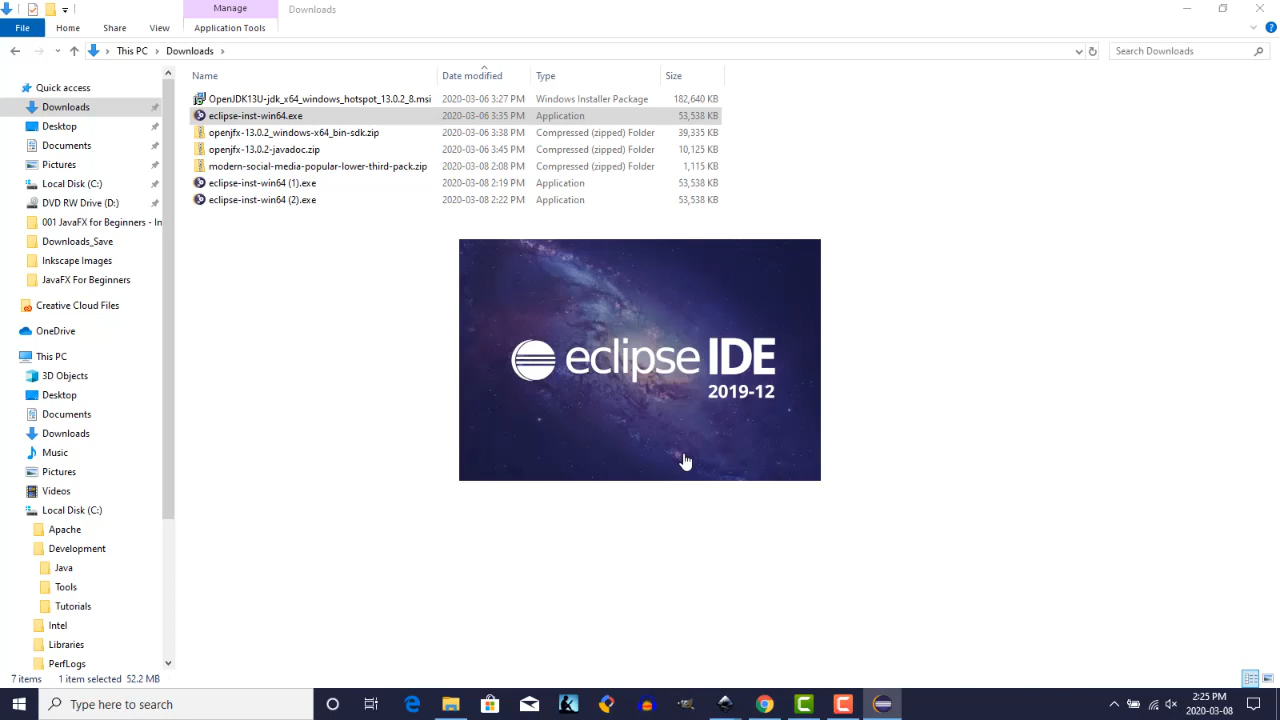 Manage
Downloads
File
Home
Share
View
Application Tools
This PC
Downloads
Search Downloads
Name
Date modified
Type
Size
Quick access
Downloads
Desktop
Documents
Pictures
Local Disk (C:)
DVD RW Drive (D:)
001 JavaFX for Beginners - In
Downloads_Save
Inkscape Images
JavaFX For Beginners
Creative Cloud Files
OneDrive
This PC
3D Objects
Desktop
Documents
Downloads
Music
Pictures
Videos
Local Disk (C:)
Apache
Development
Java
Tools
Tutorials
Intel
Libraries
PerfLogs
OpenJDK13U-jdk_x64_windows_hotspot_13.0.2_8.msi 2020-03-06 3:27 PM Windows Installer Package 182,640 KB
eclipse-inst-win64.exe 2020-03-06 3:35 PM Application 53,538 KB
openjfx-13.0.2_windows-x64_bin-sdk.zip 2020-03-06 3:38 PM Compressed (zipped) Folder 39,335 KB
openjfx-13.0.2-javadoc.zip 2020-03-06 3:45 PM Compressed (zipped) Folder 10,125 KB
modern-social-media-popular-lower-third-pack.zip 2020-03-08 2:08 PM Compressed (zipped) Folder 1,115 KB
eclipse-inst-win64 (1).exe 2020-03-08 2:19 PM Application 53,538 KB
eclipse-inst-win64 (2).exe 2020-03-08 2:22 PM Application 53,538 KB
eclipse IDE
2019-12
7 items 1 item selected 52.2 MB
Type here to search
2:25 PM
2020-03-08